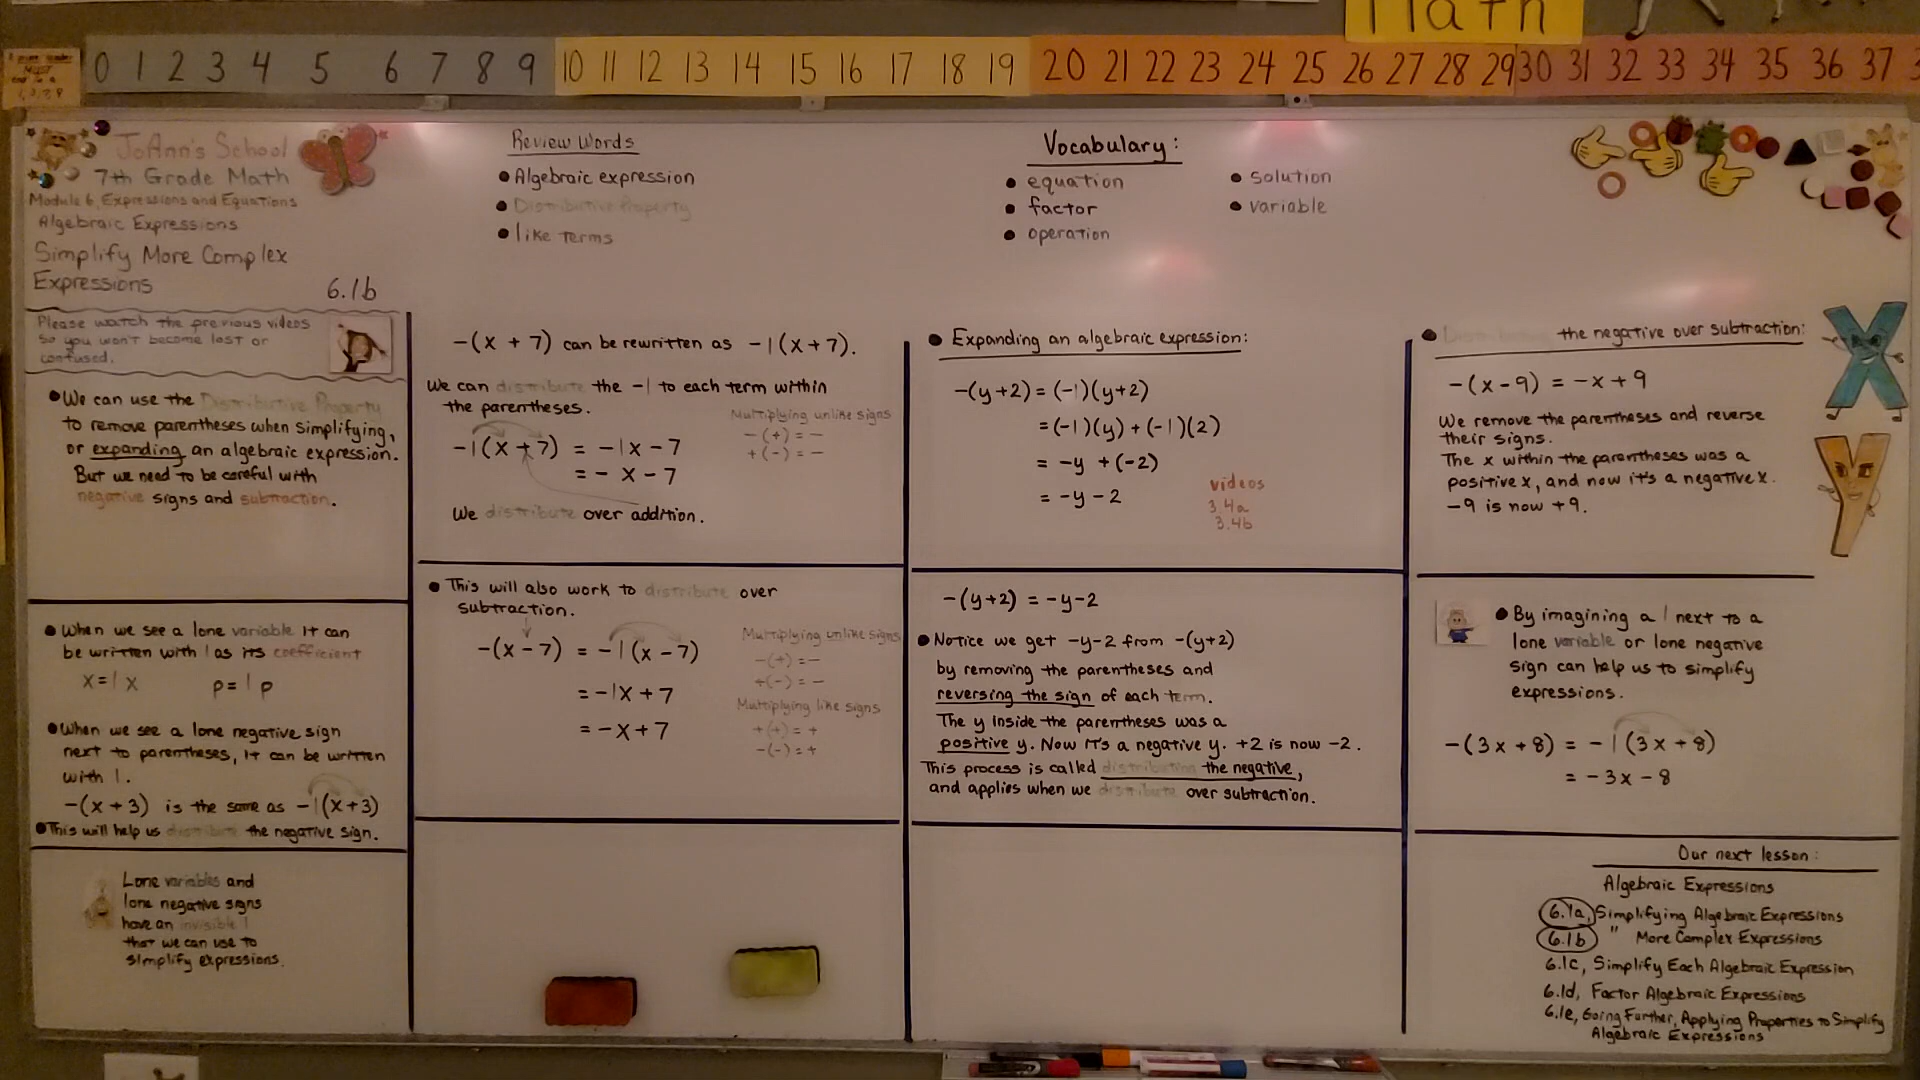 Math
0 1 2 3 4 5 6 7 8 9 10 11 12 13 14 15 16 17 18 19 20 21 22 23 24 25 26 27 28 29 30 31 32 33 34 35 36 37
JoAnn's School
7th Grade Math
Module 6, Expressions and Equations
Algebraic Expressions
Simplify More Complex
Expressions
6.1b
Review Words
• Algebraic expression
• Distributive Property
• like terms
Vocabulary:
• equation
• factor
• operation
• solution
• variable
Please watch the previous videos
so you won't become lost or
confused.
• We can use the Distributive Property
to remove parentheses when simplifying,
or expanding an algebraic expression.
But we need to be careful with
negative signs and subtraction.
• When we see a lone variable it can
be written with 1 as its coefficient
x = 1x p = 1p
• When we see a lone negative sign
next to parentheses, it can be written
with 1.
-(x + 3) is the same as -1(x+3)
• This will help us distribute the negative sign.
Lone variables and
lone negative signs
have an invisible 1
that we can use to
simplify expressions.
-(x + 7) can be rewritten as -1(x+7).
We can distribute the -1 to each term within
the parentheses.
Multiplying unlike signs
-(+) = -
+(-) = -
-1(x + 7) = -1x - 7
= - x - 7
We distribute over addition.
• This will also work to distribute over
subtraction.
-(x - 7) = -1(x - 7)
= -1x + 7
= -x + 7
Multiplying unlike signs
-(+) = -
+(-) = -
Multiplying like signs
+(+) = +
-(-) = +
• Expanding an algebraic expression:
-(y+2) = (-1)(y+2)
= (-1)(y) + (-1)(2)
= -y + (-2)
= -y - 2
videos
3.4a
3.4b
-(y+2) = -y-2
• Notice we get -y-2 from -(y+2)
by removing the parentheses and
reversing the sign of each term.
The y inside the parentheses was a
positive y. Now it's a negative y. +2 is now -2.
This process is called distributing the negative,
and applies when we distribute over subtraction.
• Distributing the negative over subtraction:
-(x-9) = -x+9
We remove the parentheses and reverse
their signs.
The x within the parentheses was a
positive x, and now it's a negative x.
-9 is now +9.
• By imagining a 1 next to a
lone variable or lone negative
sign can help us to simplify
expressions.
-(3x + 8) = -1(3x + 8)
= -3x - 8
Our next lesson:
Algebraic Expressions
6.1a, Simplifying Algebraic Expressions
6.1b " More Complex Expressions
6.1c, Simplify Each Algebraic Expression
6.1d, Factor Algebraic Expressions
6.1e, Going Further, Applying Properties to Simplify
Algebraic Expressions